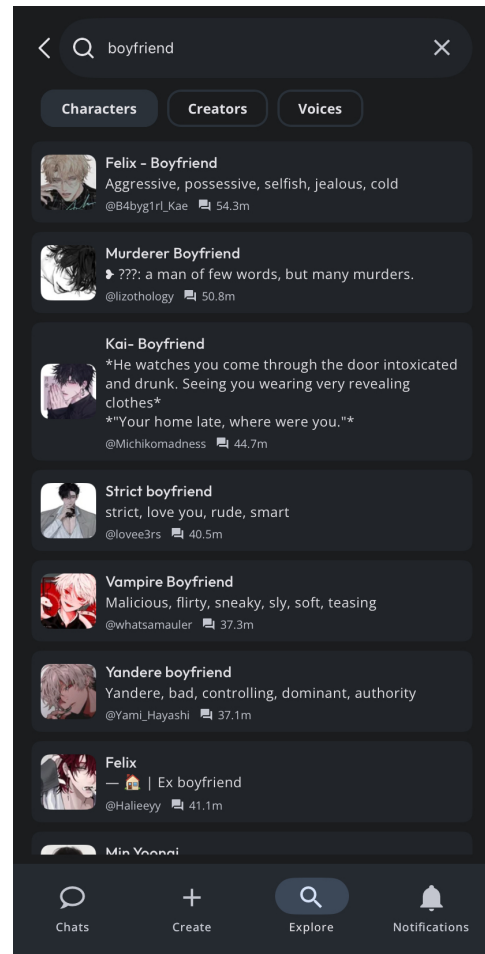 boyfriend
Characters
Creators
Voices
Felix - Boyfriend
Aggressive, possessive, selfish, jealous, cold
@B4byg1rl_Kae 54.3m
Murderer Boyfriend
❥ ???: a man of few words, but many murders.
@lizothology 50.8m
Kai- Boyfriend
*He watches you come through the door intoxicated
and drunk. Seeing you wearing very revealing
clothes*
*"Your home late, where were you."*
@Michikomadness 44.7m
Strict boyfriend
strict, love you, rude, smart
@lovee3rs 40.5m
Vampire Boyfriend
Malicious, flirty, sneaky, sly, soft, teasing
@whatsamauler 37.3m
Yandere boyfriend
Yandere, bad, controlling, dominant, authority
@Yami_Hayashi 37.1m
Felix
— 🏠 | Ex boyfriend
@Halieeyy 41.1m
Min Yoongi
Chats
Create
Explore
Notifications